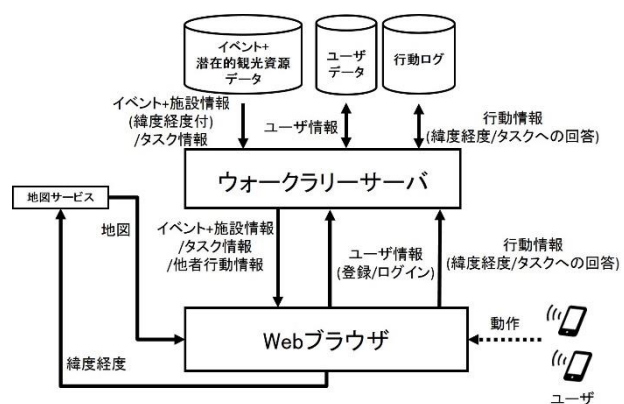 イベント+
潜在的観光資源
データ
ユーザ
データ
行動ログ
イベント+施設情報
(緯度経度付)
/タスク情報
ユーザ情報
行動情報
(緯度経度/タスクへの回答)
ウォークラリーサーバ
地図サービス
地図
イベント+施設情報
/タスク情報
/他者行動情報
ユーザ情報
(登録/ログイン)
行動情報
(緯度経度/タスクへの回答)
Webブラウザ
動作
緯度経度
ユーザ